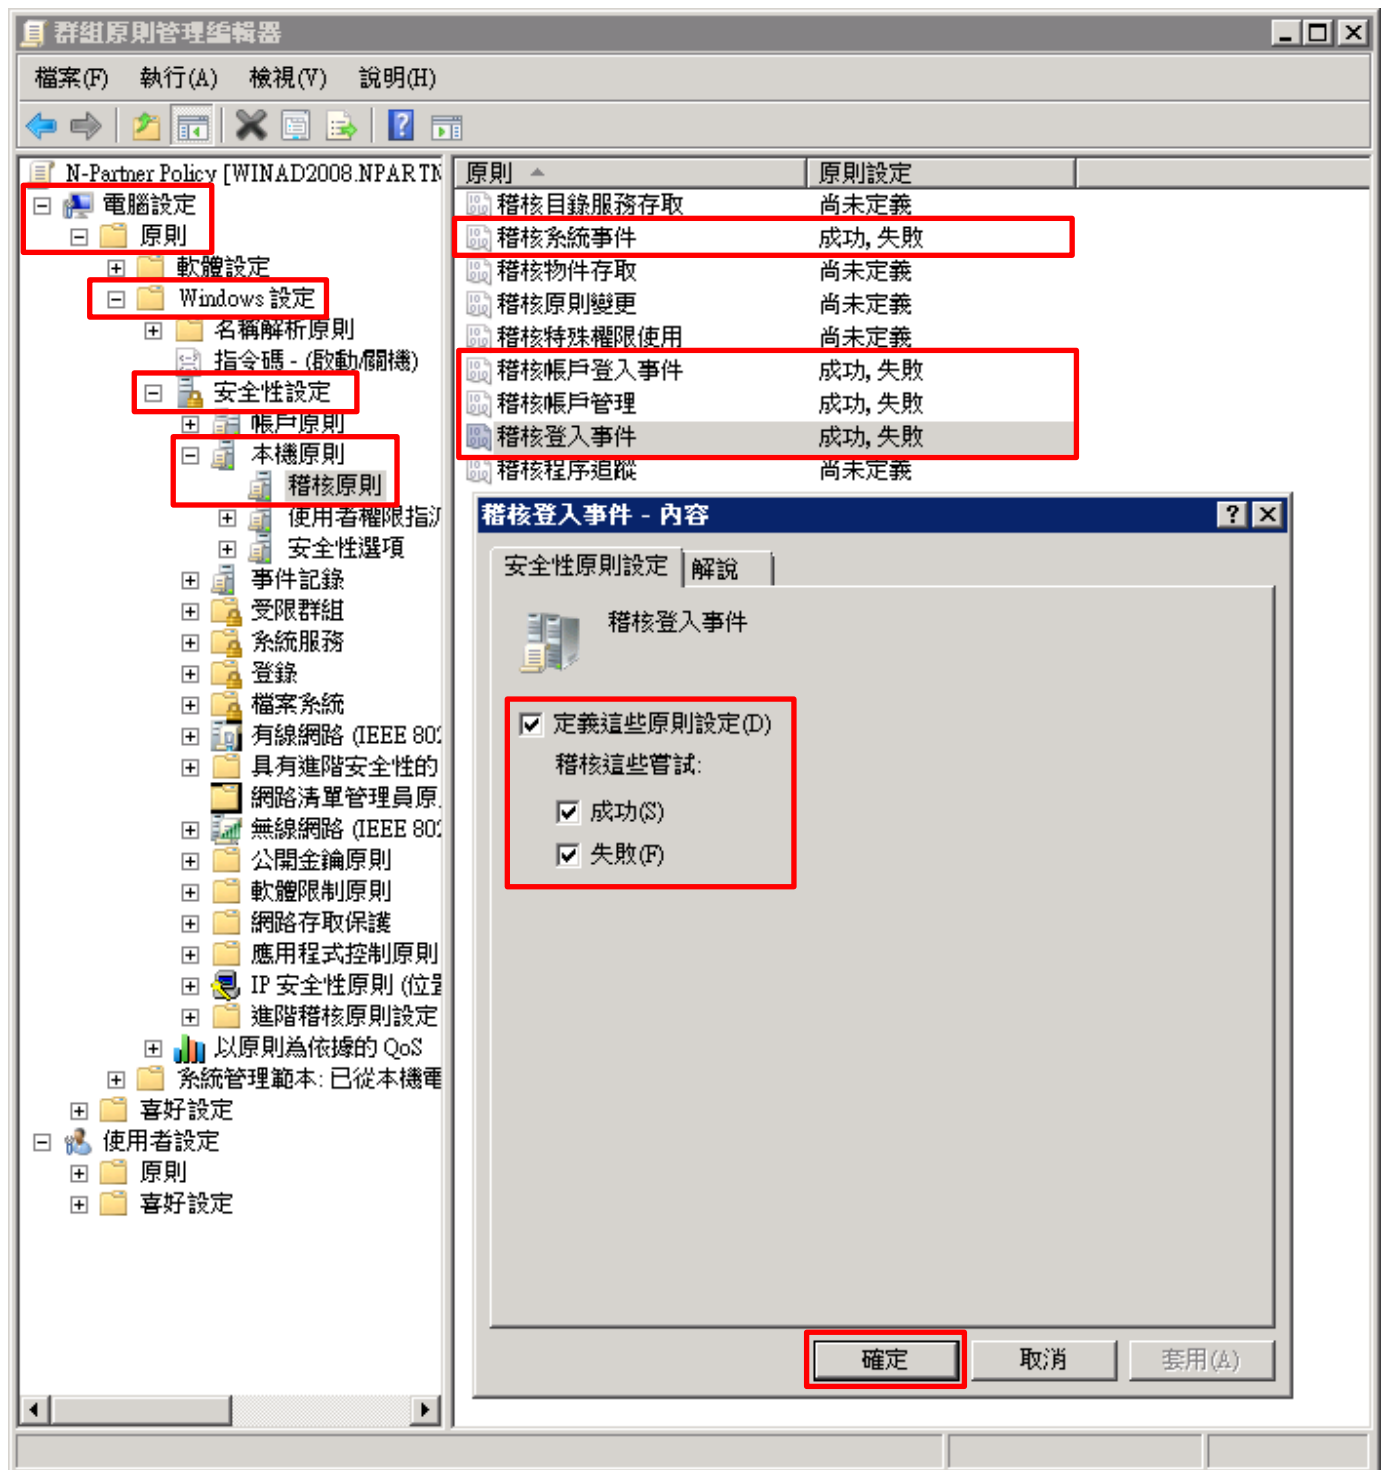 群組原則管理編輯器
檔案(F) 執行(A) 檢視(V) 說明(H)
N-Partner Policy [WINAD2008.NPARTN
電腦設定
原則
軟體設定
Windows 設定
名稱解析原則
指令碼 - (啟動/關機)
安全性設定
帳戶原則
本機原則
稽核原則
使用者權限指派
安全性選項
事件記錄
受限群組
系統服務
登錄
檔案系統
有線網路 (IEEE 802
具有進階安全性的
網路清單管理員原
無線網路 (IEEE 802
公開金鑰原則
軟體限制原則
網路存取保護
應用程式控制原則
IP 安全性原則 (位置
進階稽核原則設定
以原則為依據的 QoS
系統管理範本: 已從本機電
喜好設定
使用者設定
原則
喜好設定
原則 原則設定
稽核目錄服務存取 尚未定義
稽核系統事件 成功, 失敗
稽核物件存取 尚未定義
稽核原則變更 尚未定義
稽核特殊權限使用 尚未定義
稽核帳戶登入事件 成功, 失敗
稽核帳戶管理 成功, 失敗
稽核登入事件 成功, 失敗
稽核程序追蹤 尚未定義
稽核登入事件 - 內容
安全性原則設定 解說
稽核登入事件
定義這些原則設定(D)
稽核這些嘗試:
成功(S)
失敗(F)
確定 取消 套用(A)